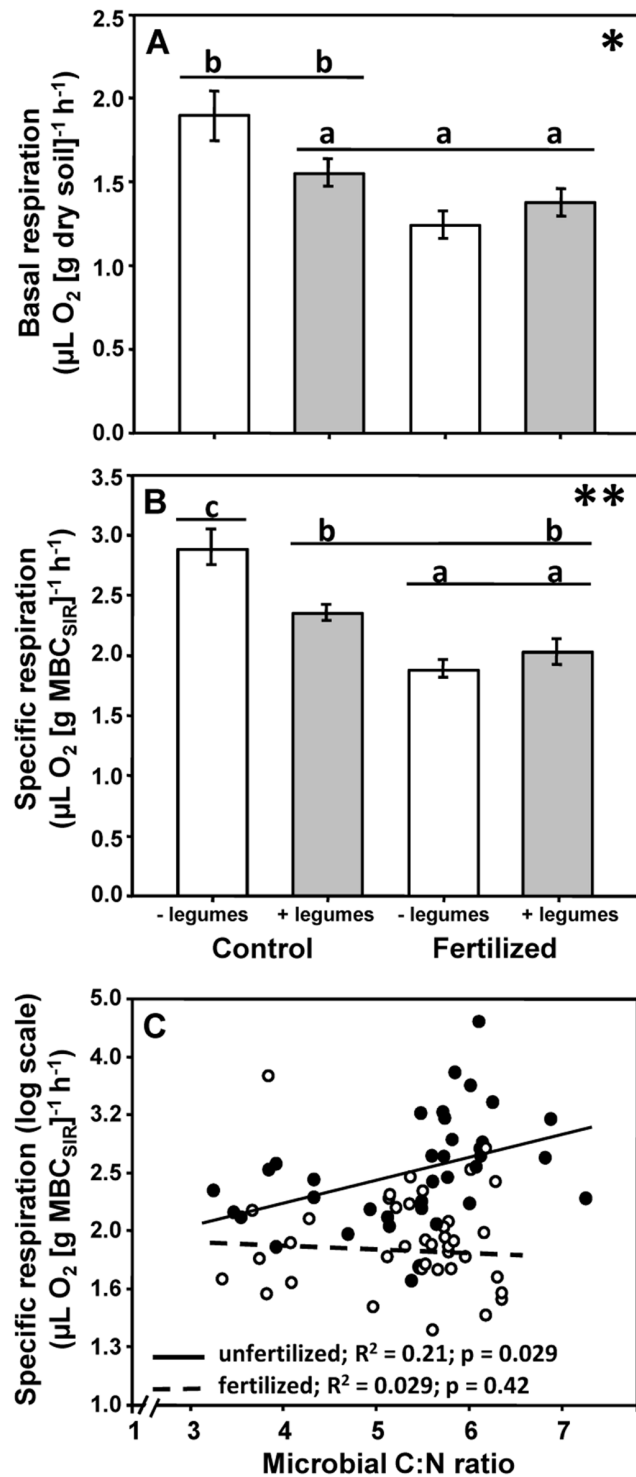 A
*
b b
a a a
Basal respiration
(µL O₂ [g dry soil]⁻¹ h⁻¹)
2.5
2.0
1.5
1.0
0.5
0.0
B
**
c
b b
a a
Specific respiration
(µL O₂ [g MBC_SIR]⁻¹ h⁻¹)
3.5
3.0
2.5
2.0
1.5
1.0
0.5
0.0
- legumes + legumes - legumes + legumes
Control Fertilized
C
Specific respiration (log scale)
(µL O₂ [g MBC_SIR]⁻¹ h⁻¹)
5.0
4.0
3.2
2.5
2.0
1.6
1.3
1.0
unfertilized; R² = 0.21; p = 0.029
fertilized; R² = 0.029; p = 0.42
1 3 4 5 6 7
Microbial C:N ratio